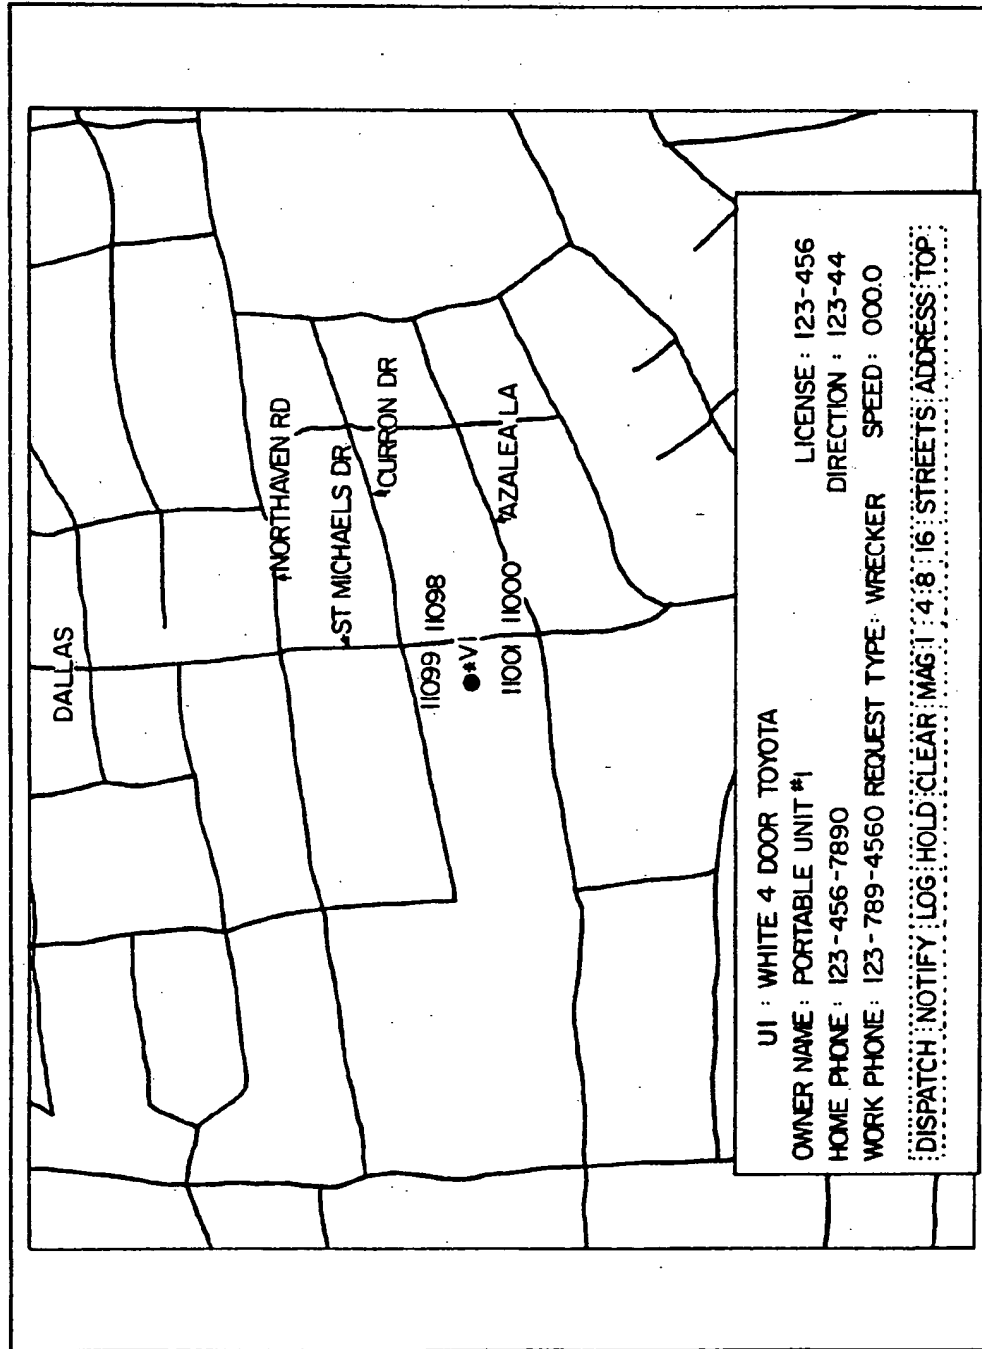 DALLAS
NORTHAVEN RD
ST MICHAELS DR
CURRON DR
11099 11098
*V1
11001 11000
AZALEA LA
U1 : WHITE 4 DOOR TOYOTA
OWNER NAME : PORTABLE UNIT #1 LICENSE : 123-456
HOME PHONE : 123-456-7890 DIRECTION : 123-44
WORK PHONE : 123-789-4560 REQUEST TYPE : WRECKER SPEED : 000.0
DISPATCH NOTIFY LOG HOLD CLEAR MAG 1 4 8 16 STREETS ADDRESS TOP